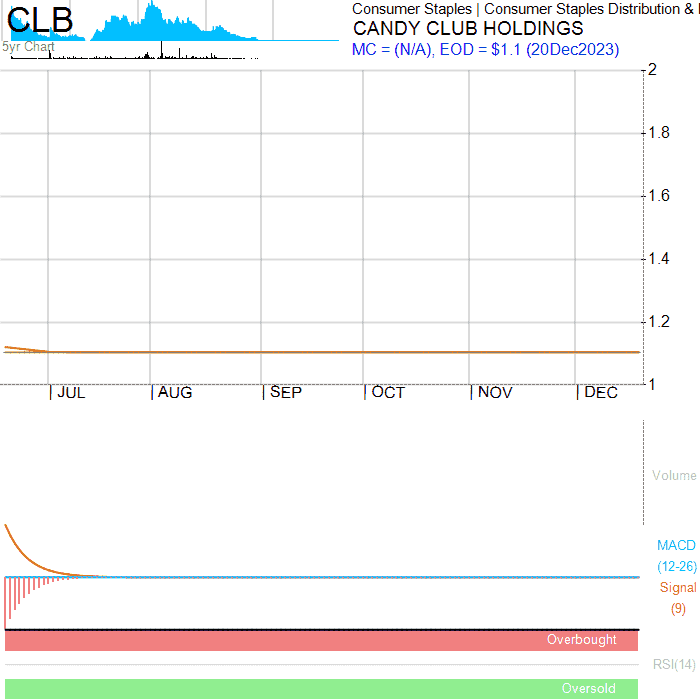 CLB
5yr Chart
Consumer Staples | Consumer Staples Distribution &
CANDY CLUB HOLDINGS
MC = (N/A), EOD = $1.1 (20Dec2023)
2
1.8
1.6
1.4
1.2
1
JUL AUG SEP OCT NOV DEC
Volume
MACD
(12-26)
Signal
(9)
Overbought
RSI(14)
Oversold